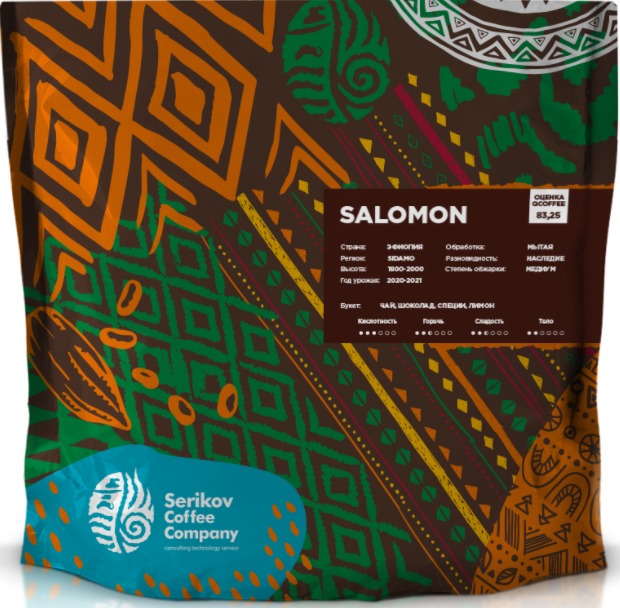 SALOMON
ОЦЕНКА
QCOFFEE
83,25
Страна: ЭФИОПИЯ Обработка: МЫТАЯ
Регион: SIDAMO Разновидность: НАСЛЕДИЕ
Высота: 1800-2000 Степень обжарки: МЕДИУМ
Год урожая: 2020-2021
Букет: ЧАЙ, ШОКОЛАД, СПЕЦИИ, ЛИМОН
Кислотность Горечь Сладость Тело
Serikov
Coffee
Company
consulting technology service